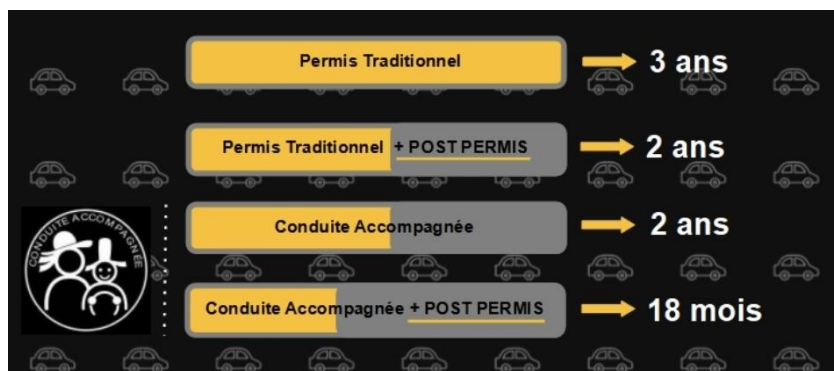 Permis Traditionnel
3 ans
Permis Traditionnel + POST PERMIS
2 ans
Conduite Accompagnée
2 ans
CONDUITE ACCOMPAGNÉE
Conduite Accompagnée + POST PERMIS
18 mois